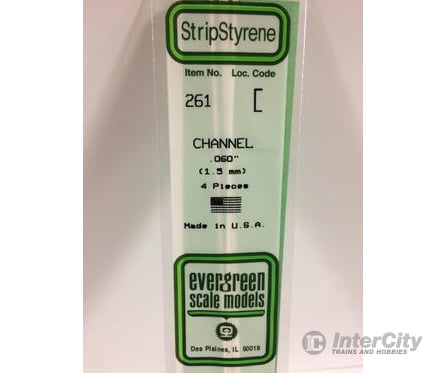 StripStyrene
Item No. Loc. Code
261 [
CHANNEL
.060"
(1.5 mm)
4 Pieces
Made in U.S.A.
evergreen
scale models
Des Plaines, IL 60018
IC InterCity
TRAINS AND HOBBIES